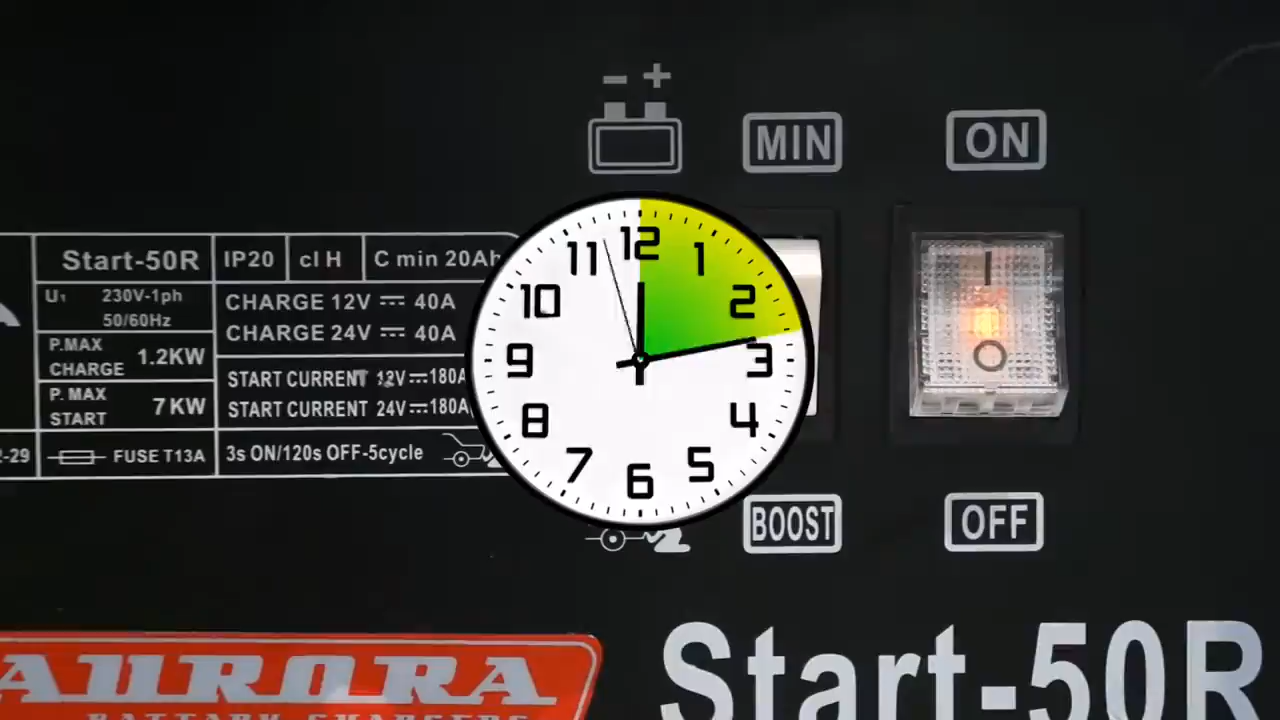 - +
MIN
ON
Start-50R
IP20
cl H
C min 20Ah
U1 230V-1ph
50/60Hz
CHARGE 12V ⎓ 40A
CHARGE 24V ⎓ 40A
P.MAX
CHARGE 1.2KW
START CURRENT 12V⎓180A
START CURRENT 24V⎓180A
P. MAX
START 7KW
-29
FUSE T13A
3s ON/120s OFF-5cycle
12
1
2
3
4
5
6
7
8
9
10
11
I
O
BOOST
OFF
AURORA
BATTERY CHARGERS
Start-50R